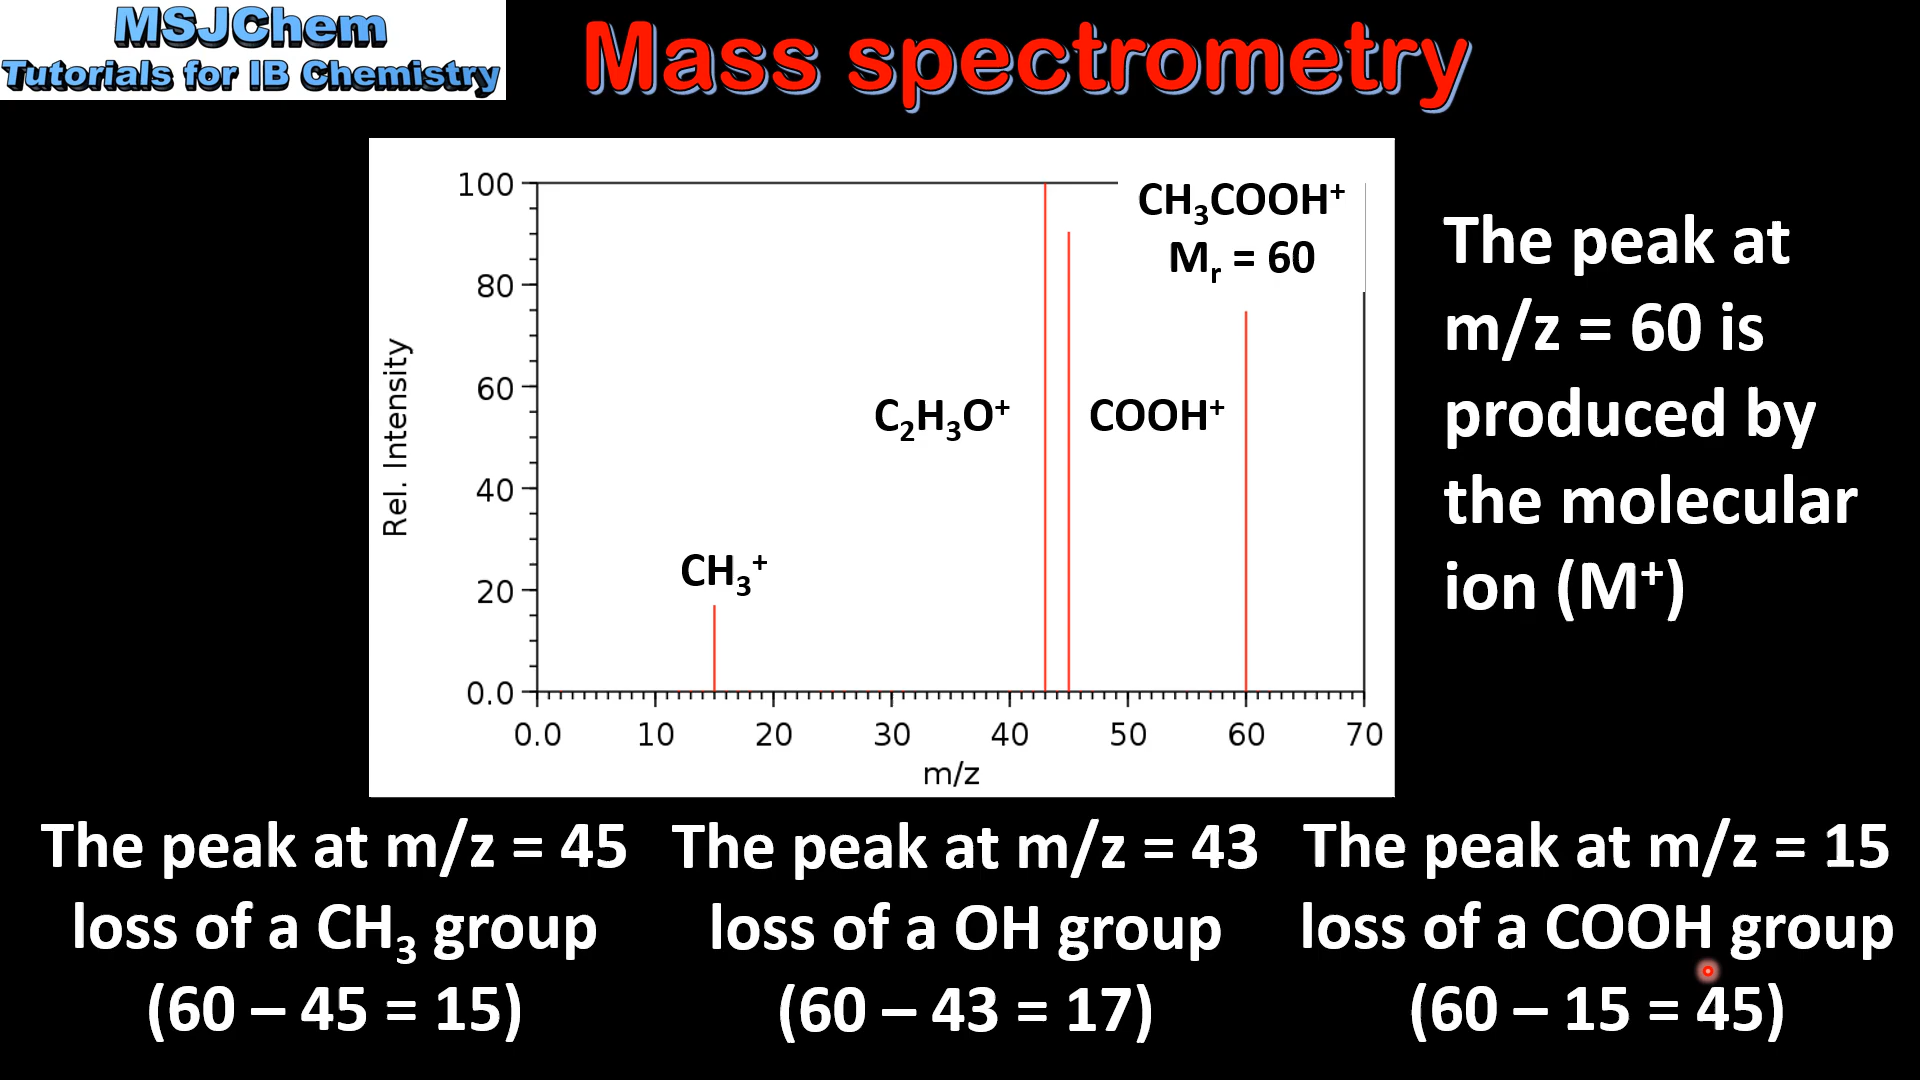 MSJChem
Tutorials for IB Chemistry
Mass spectrometry
100
80
60
40
20
0.0
Rel. Intensity
CH₃COOH⁺
Mᵣ = 60
C₂H₃O⁺
COOH⁺
CH₃⁺
0.0 10 20 30 40 50 60 70
m/z
The peak at
m/z = 60 is
produced by
the molecular
ion (M⁺)
The peak at m/z = 45
loss of a CH₃ group
(60 – 45 = 15)
The peak at m/z = 43
loss of a OH group
(60 – 43 = 17)
The peak at m/z = 15
loss of a COOH group
(60 – 15 = 45)